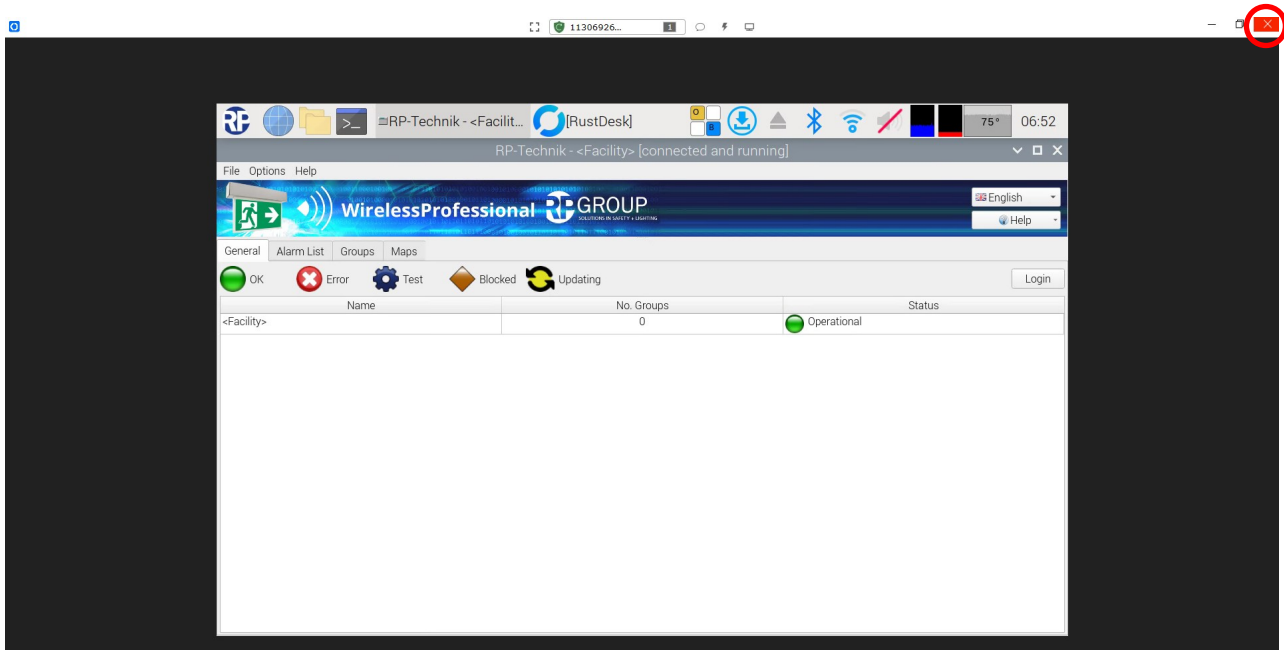 11306926... 1
RP-Technik - <Facilit... [RustDesk] O B 75° 06:52
RP-Technik - <Facility> [connected and running]
File Options Help
WirelessProfessional RP GROUP
SOLUTIONS IN SAFETY + LIGHTING
English
Help
General Alarm List Groups Maps
OK Error Test Blocked Updating Login
Name No. Groups Status
<Facility> 0 Operational